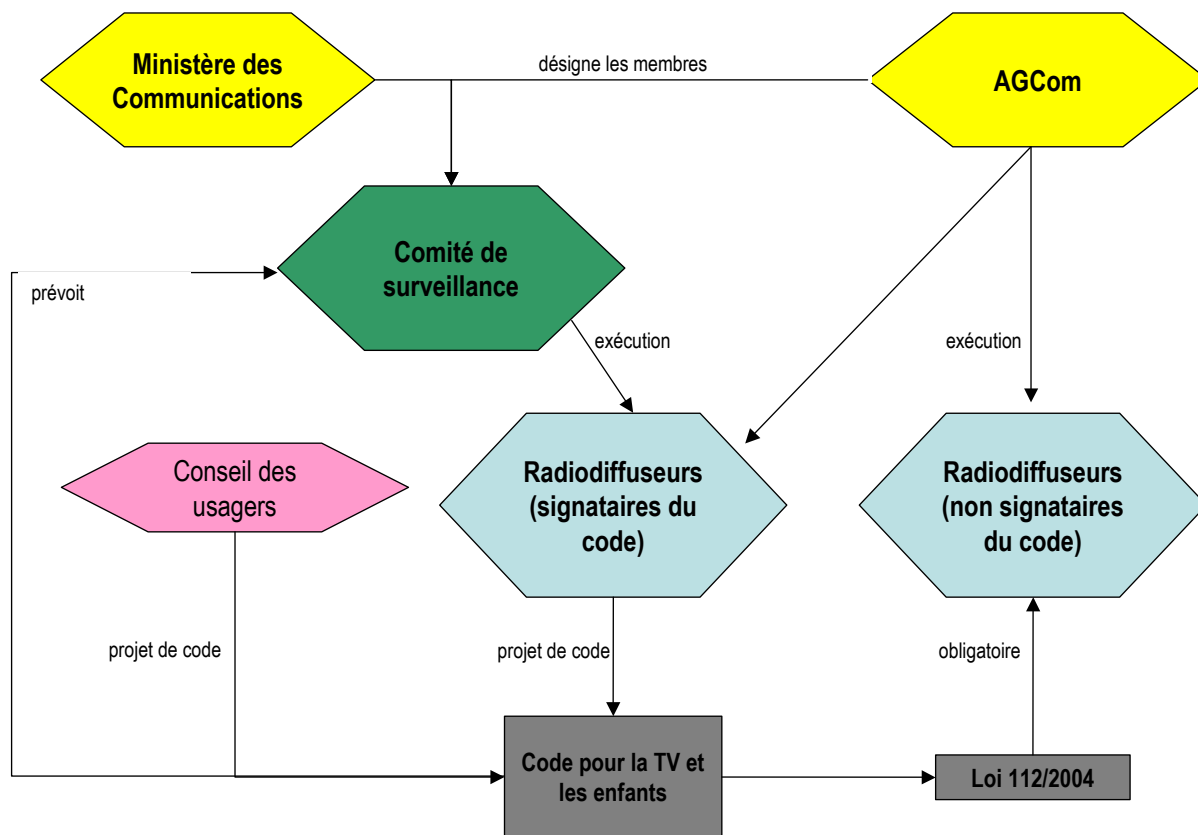 Ministère des
Communications
désigne les membres
AGCom
Comité de
surveillance
prévoit
exécution
exécution
Conseil des
usagers
Radiodiffuseurs
(signataires du
code)
Radiodiffuseurs
(non signataires
du code)
projet de code
projet de code
obligatoire
Code pour la TV et
les enfants
Loi 112/2004